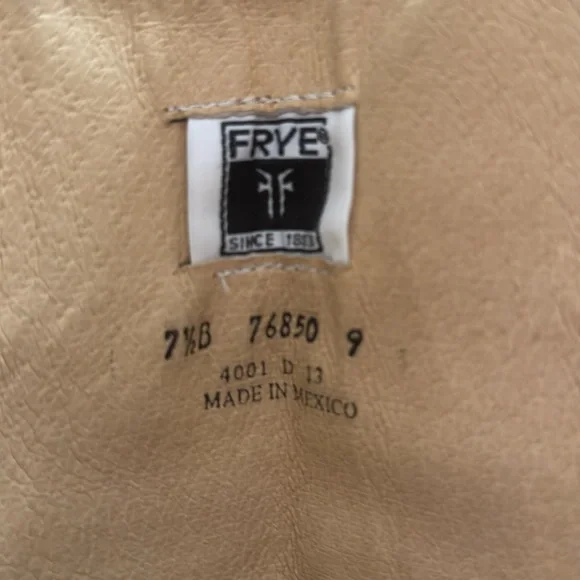 FRYE®
SINCE 1863
7½B 76850 9
4001 D 13
MADE IN MEXICO